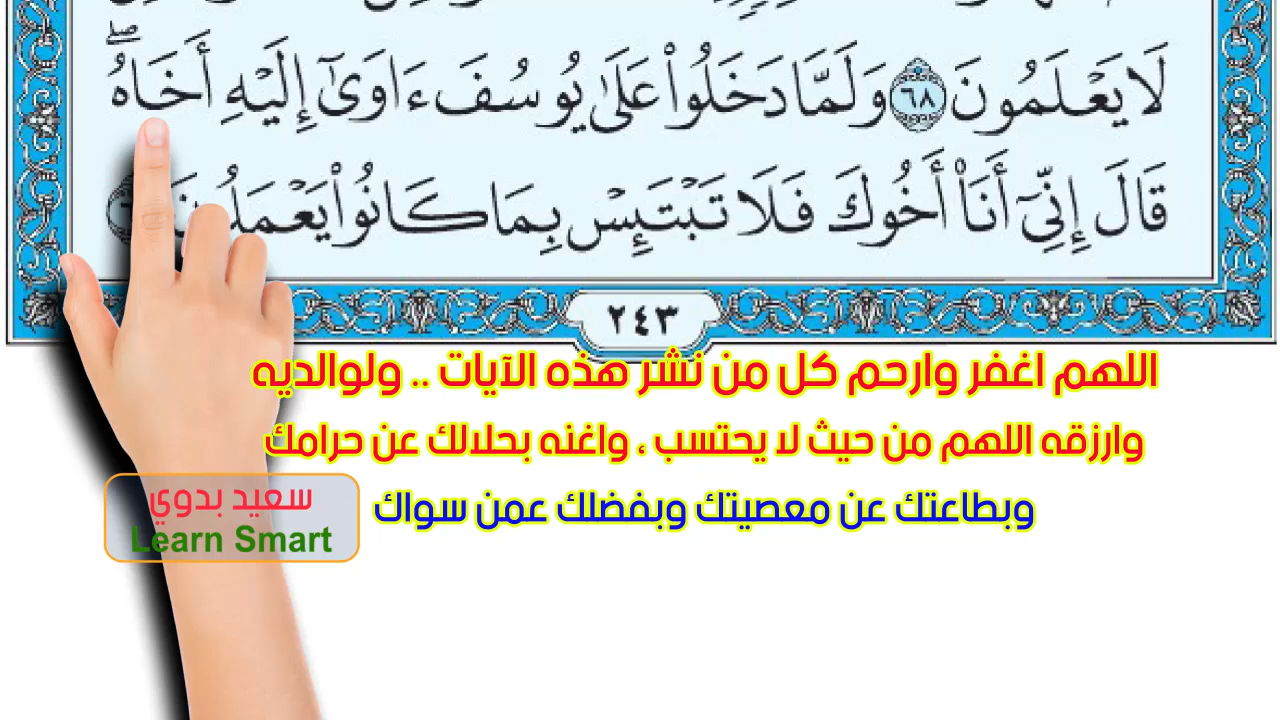 لَا يَعْلَمُونَ ٦٨ وَلَمَّا دَخَلُوا۟ عَلَىٰ يُوسُفَ ءَاوَىٰٓ إِلَيْهِ أَخَاهُ ۖ
قَالَ إِنِّىٓ أَنَا۠ أَخُوكَ فَلَا تَبْتَئِسْ بِمَا كَانُوا۟ يَعْمَلُونَ
٢٤٣
اللهم اغفر وارحم كل من نشر هذه الآيات .. ولوالديه
وارزقه اللهم من حيث لا يحتسب ، واغنه بحلالك عن حرامك
وبطاعتك عن معصيتك وبفضلك عمن سواك
سعيد بدوي
Learn Smart